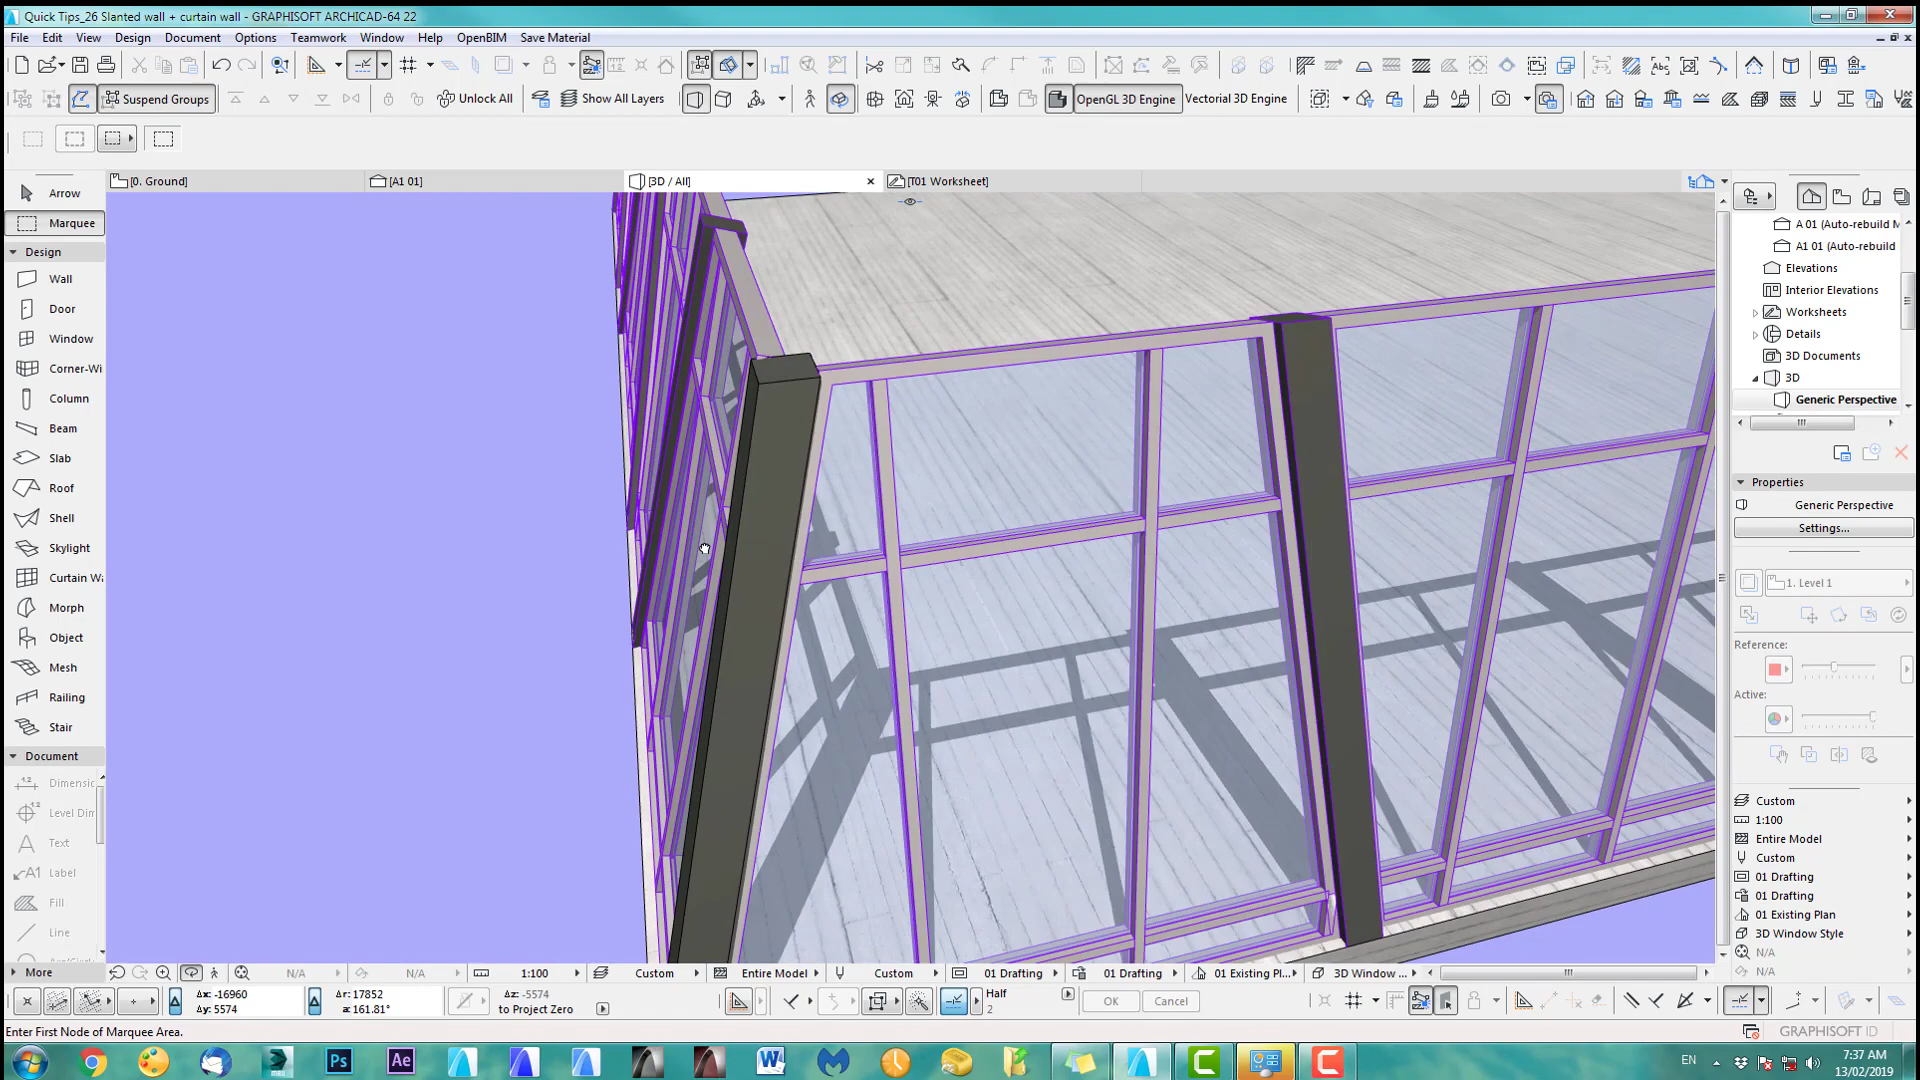 Quick Tips_26 Slanted wall + curtain wall - GRAPHISOFT ARCHICAD-64 22
File Edit View Design Document Options Teamwork Window Help OpenBIM Save Material
Suspend Groups Unlock All Show All Layers OpenGL 3D Engine Vectorial 3D Engine
[0. Ground] [A1 01] [3D / All] [T01 Worksheet]
Arrow
Marquee
Design
Wall
Door
Window
Corner-Wi
Column
Beam
Slab
Roof
Shell
Skylight
Curtain Wa
Morph
Object
Mesh
Railing
Stair
Document
Dimensic
Level Dim
Text
A1 Label
Fill
Line
More
A 01 (Auto-rebuild M
A1 01 (Auto-rebuild
Elevations
Interior Elevations
Worksheets
Details
3D Documents
3D
Generic Perspective
Properties
Generic Perspective
Settings...
1. Level 1
Reference:
Active:
Custom
1:100
Entire Model
Custom
01 Drafting
01 Drafting
01 Existing Plan
3D Window Style
N/A
N/A
N/A N/A 1:100 Custom Entire Model Custom 01 Drafting 01 Drafting 01 Existing Pl... 3D Window ...
Δx: -16960
Δy: 5574
Δr: 17852
a: 161.81°
Δz: -5574
to Project Zero
Half
2
OK Cancel
Enter First Node of Marquee Area.
GRAPHISOFT ID
Ps Ae W
EN
7:37 AM
13/02/2019